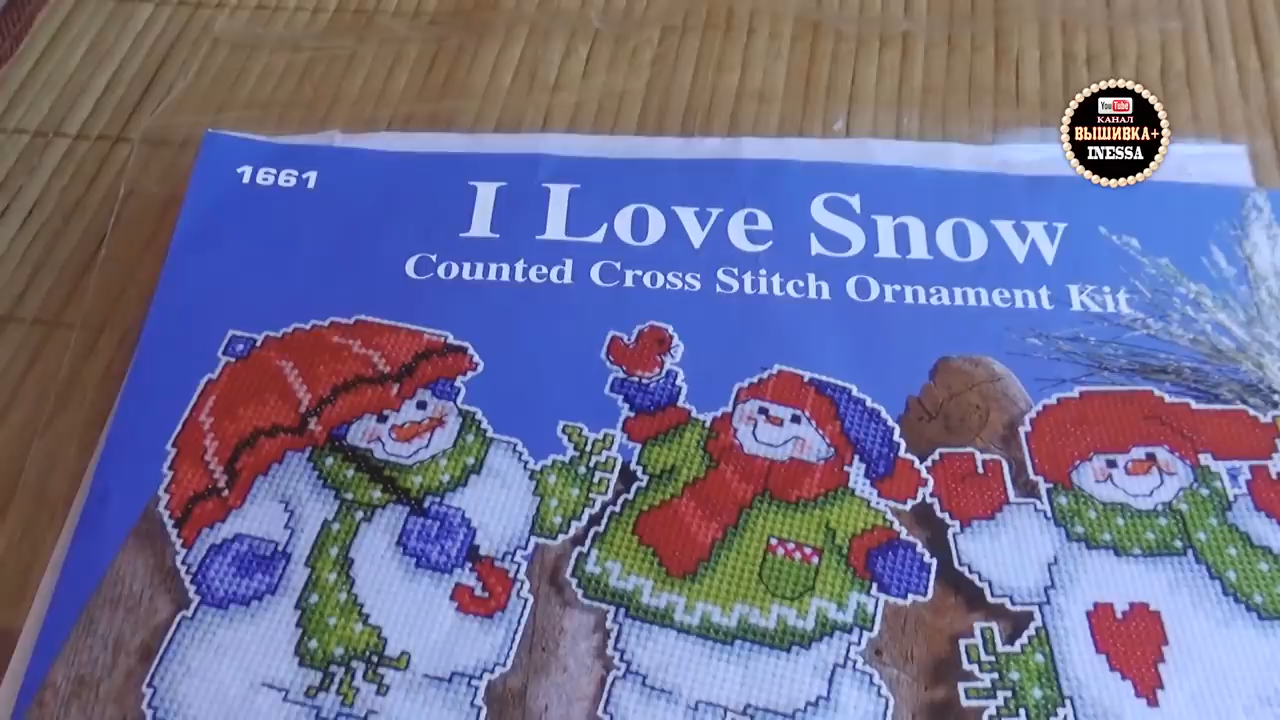 YouTube
КАНАЛ
ВЫШИВКА+
INESSA
1661
I Love Snow
Counted Cross Stitch Ornament Kit